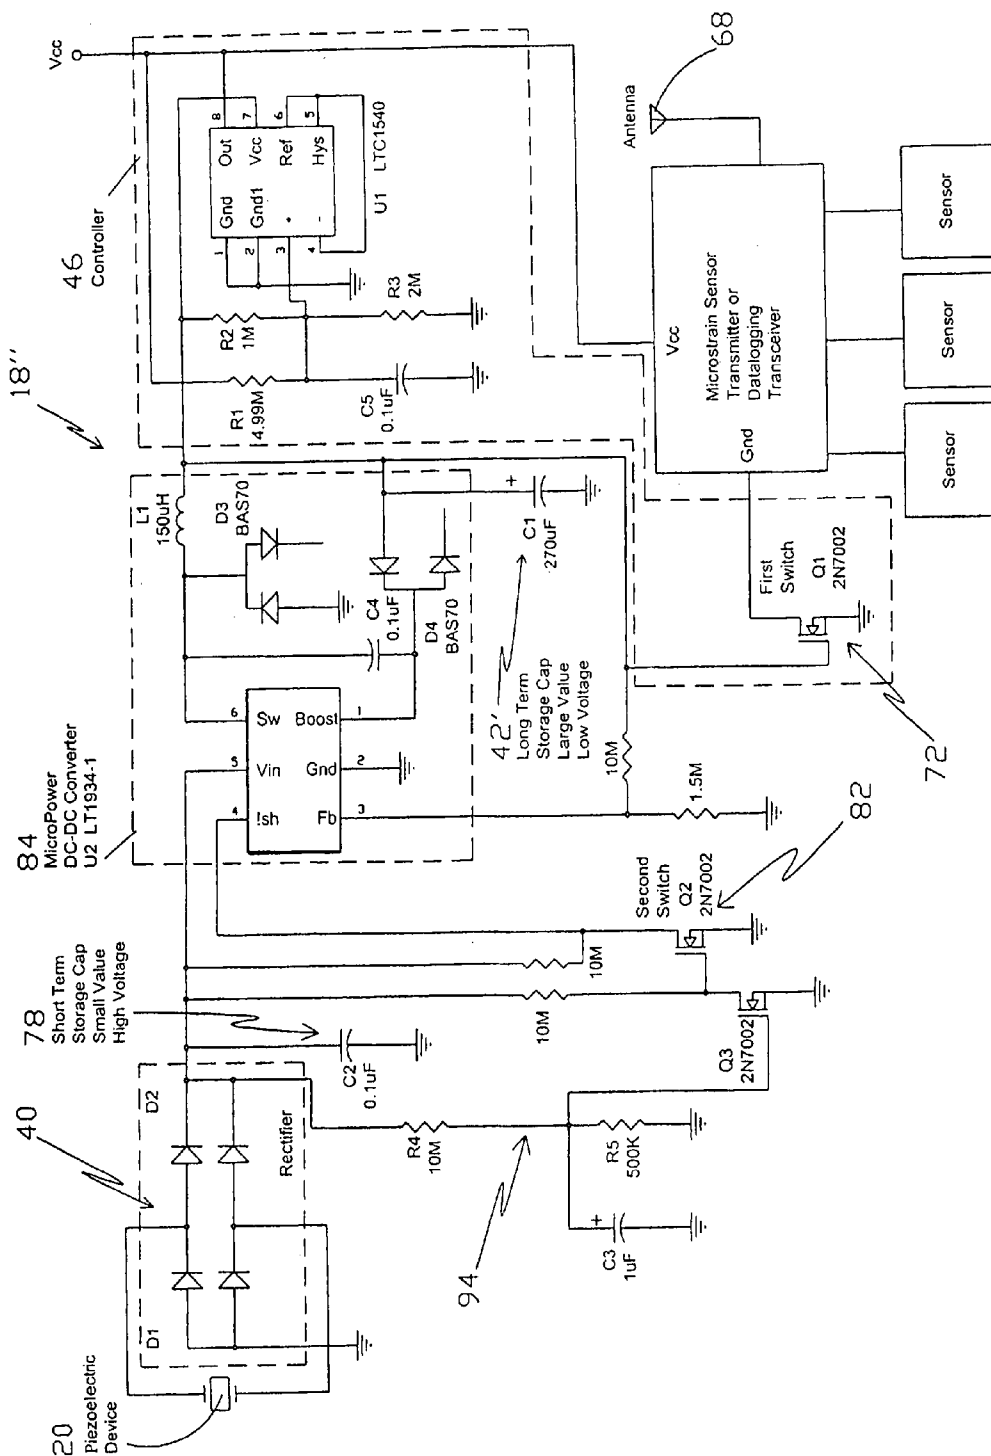 18''
20
Piezoelectric
Device
40
D1
D2
Rectifier
78
Short Term
Storage Cap
Small Value
High Voltage
C2
0.1uF
R4
10M
94
C3
1uF
R5
500K
10M
10M
Q3
2N7002
Second
Switch
Q2
2N7002
82
84
MicroPower
DC-DC Converter
U2 LT1934-1
4
5
6
!sh
Vin
Sw
Fb
Gnd
Boost
3
2
1
L1
150uH
D3
BAS70
C4
0.1uF
D4
BAS70
42'
Long Term
Storage Cap
Large Value
Low Voltage
+
C1
270uF
10M
1.5M
First
Switch
Q1
2N7002
72
46
Controller
Vcc
R1
4.99M
R2
1M
R3
2M
C5
0.1uF
1
2
3
4
Gnd
Gnd1
+
-
Out
Vcc
Ref
Hys
8
7
6
5
U1 LTC1540
Antenna
68
Vcc
Gnd
Microstrain Sensor
Transmitter or
Datalogging
Transceiver
Sensor
Sensor
Sensor
+